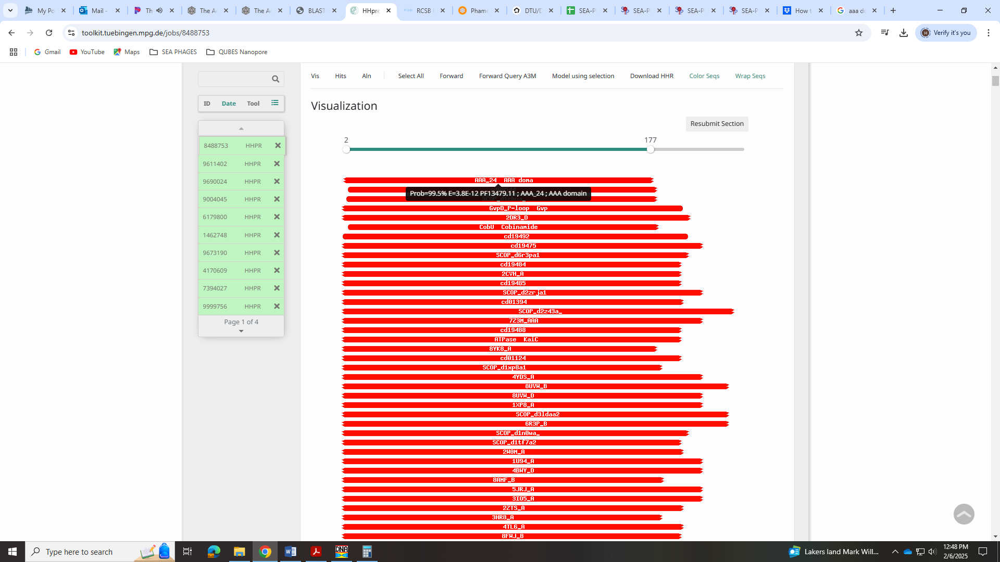 My Po
Mail -
Th
The Ac
The Ac
BLAST
HHpre
RCSB
Phame
DTU/D
SEA-P
SEA-P
SEA-P
SEA-P
How t
aaa do
toolkit.tuebingen.mpg.de/jobs/8488753
Verify it's you
Gmail
YouTube
Maps
SEA PHAGES
QUBES Nanopore
Vis
Hits
Aln
Select All
Forward
Forward Query A3M
Model using selection
Download HHR
Color Seqs
Wrap Seqs
ID Date Tool
8488753 HHPR
9611402 HHPR
9690024 HHPR
9004045 HHPR
6179800 HHPR
1462748 HHPR
9673190 HHPR
4170609 HHPR
7394027 HHPR
9999756 HHPR
Page 1 of 4
Visualization
Resubmit Section
2 177
AAA_24 AAA doma
Prob=99.5% E=3.8E-12 PF13479.11 ; AAA_24 ; AAA domain
GvpD_P-loop Gvp
2DR3_D
CobU Cobinamide
cd19492
cd19475
SCOP_d6r3pa1
cd19484
2CVH_A
cd19485
SCOP_d2zrja1
cd01394
SCOP_d2z43a_
7Z3M_AAA
cd19488
ATPase KaiC
8YK8_A
cd01124
SCOP_d1xp8a1
4YDS_A
8UVW_B
8UVW_D
1XP8_A
SCOP_d3ldaa2
6R3P_B
SCOP_d1n0wa_
SCOP_d1tf7a2
2W0M_A
1U94_A
4BWY_D
8AMF_B
5JRJ_A
3IO5_A
2ZTS_A
3HR8_A
4TL6_A
8FWJ_B
Type here to search
Lakers land Mark Will...
12:48 PM
2/6/2025